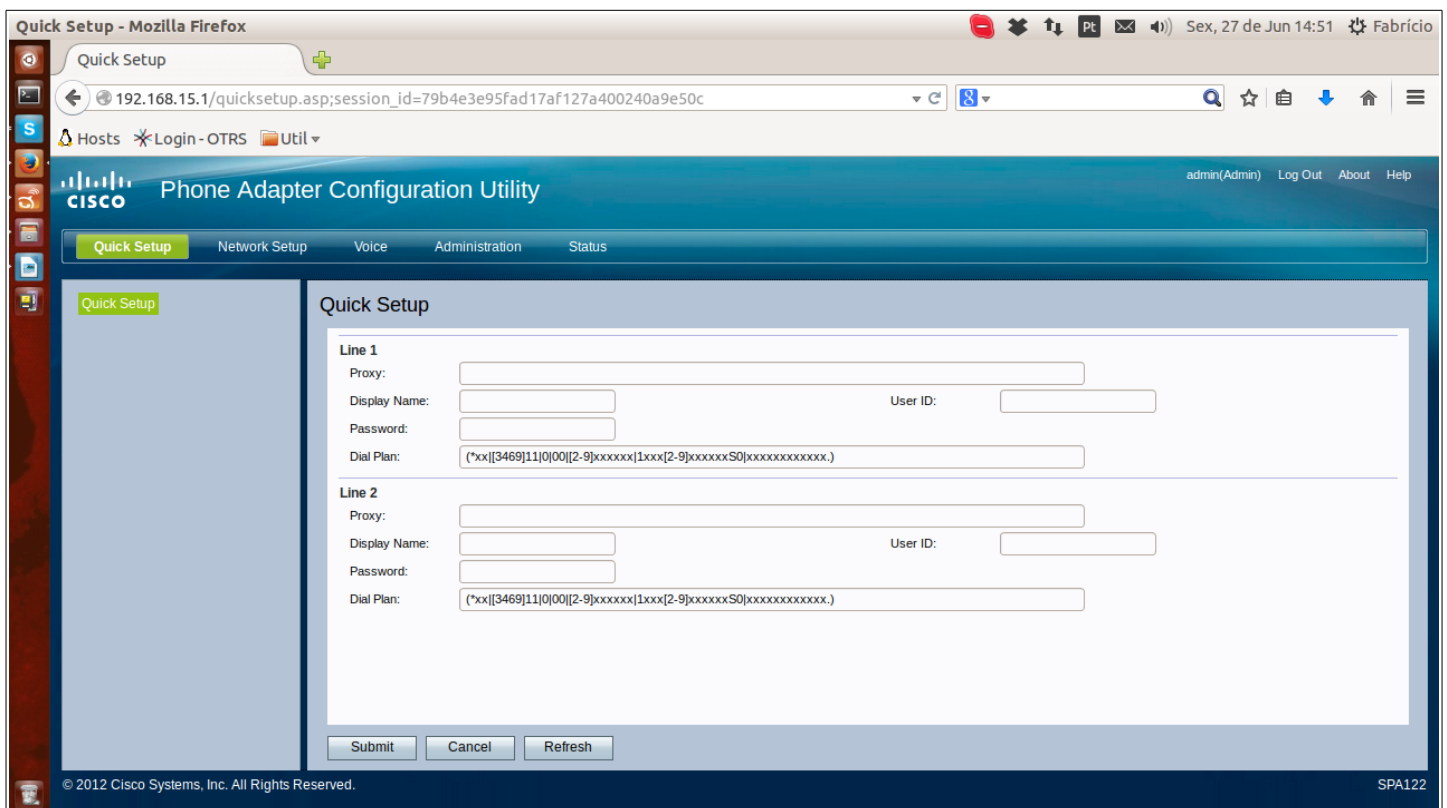 Quick Setup - Mozilla Firefox
Pt
Sex, 27 de Jun 14:51
Fabrício
Quick Setup
192.168.15.1/quicksetup.asp;session_id=79b4e3e95fad17af127a400240a9e50c
8
Hosts
Login - OTRS
Util
S
CISCO
Phone Adapter Configuration Utility
admin(Admin) Log Out About Help
Quick Setup Network Setup Voice Administration Status
Quick Setup
Quick Setup
Line 1
Proxy:
Display Name: User ID:
Password:
Dial Plan: (*xx|[3469]11|0|00|[2-9]xxxxxx|1xxx[2-9]xxxxxxS0|xxxxxxxxxxxx.)
Line 2
Proxy:
Display Name: User ID:
Password:
Dial Plan: (*xx|[3469]11|0|00|[2-9]xxxxxx|1xxx[2-9]xxxxxxS0|xxxxxxxxxxxx.)
Submit Cancel Refresh
© 2012 Cisco Systems, Inc. All Rights Reserved.
SPA122